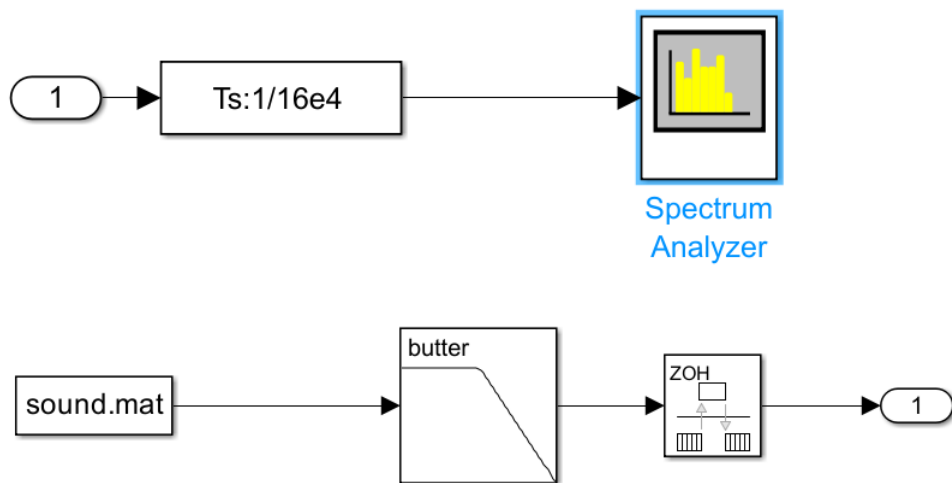 1
Ts:1/16e4
Spectrum
Analyzer
butter
ZOH
sound.mat
1